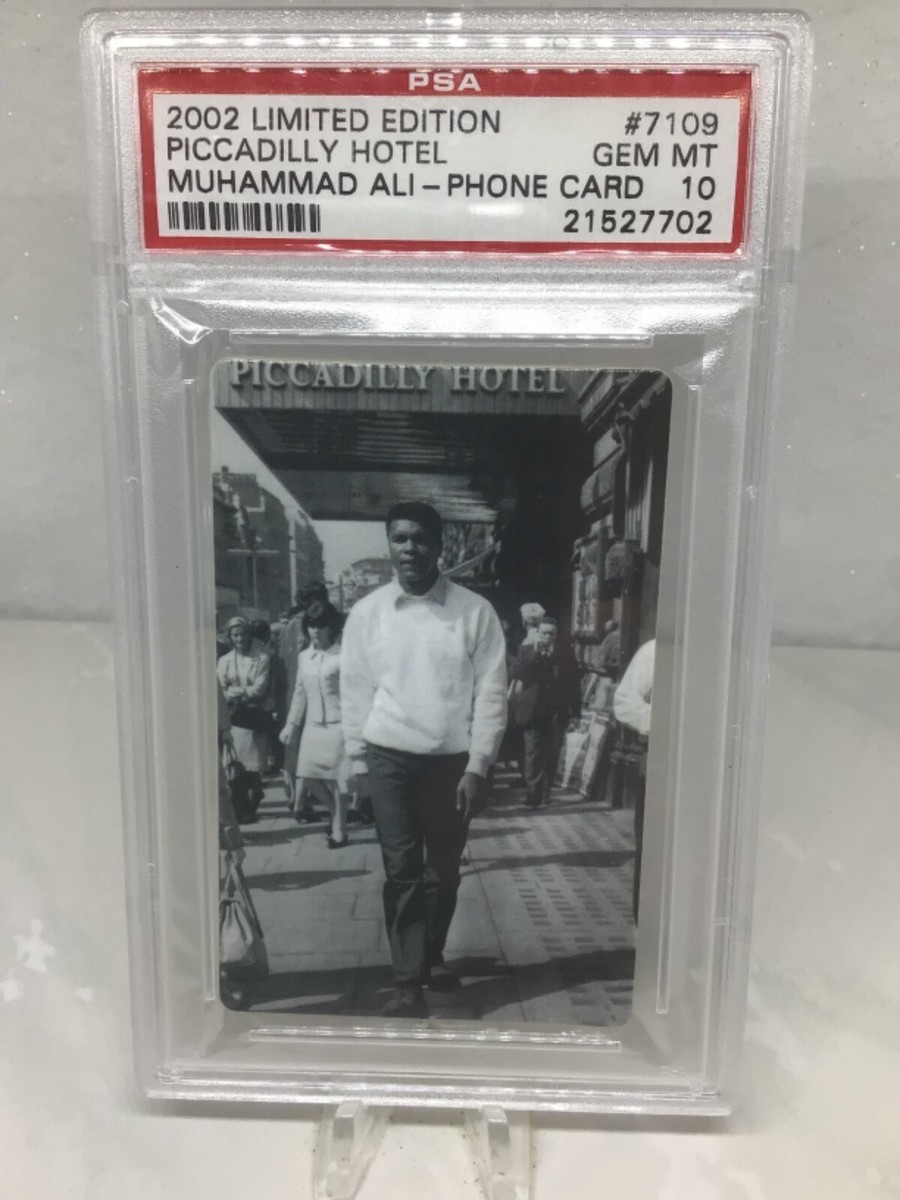 PSA
2002 LIMITED EDITION #7109
PICCADILLY HOTEL GEM MT
MUHAMMAD ALI - PHONE CARD 10
21527702
PICCADILLY HOTEL